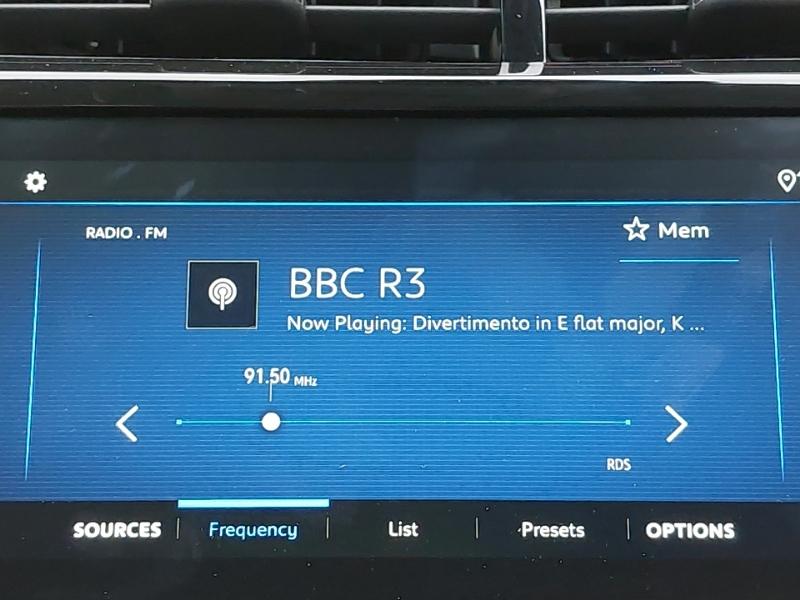 RADIO . FM
Mem
BBC R3
Now Playing: Divertimento in E flat major, K ...
91.50 MHz
RDS
SOURCES
Frequency
List
Presets
OPTIONS